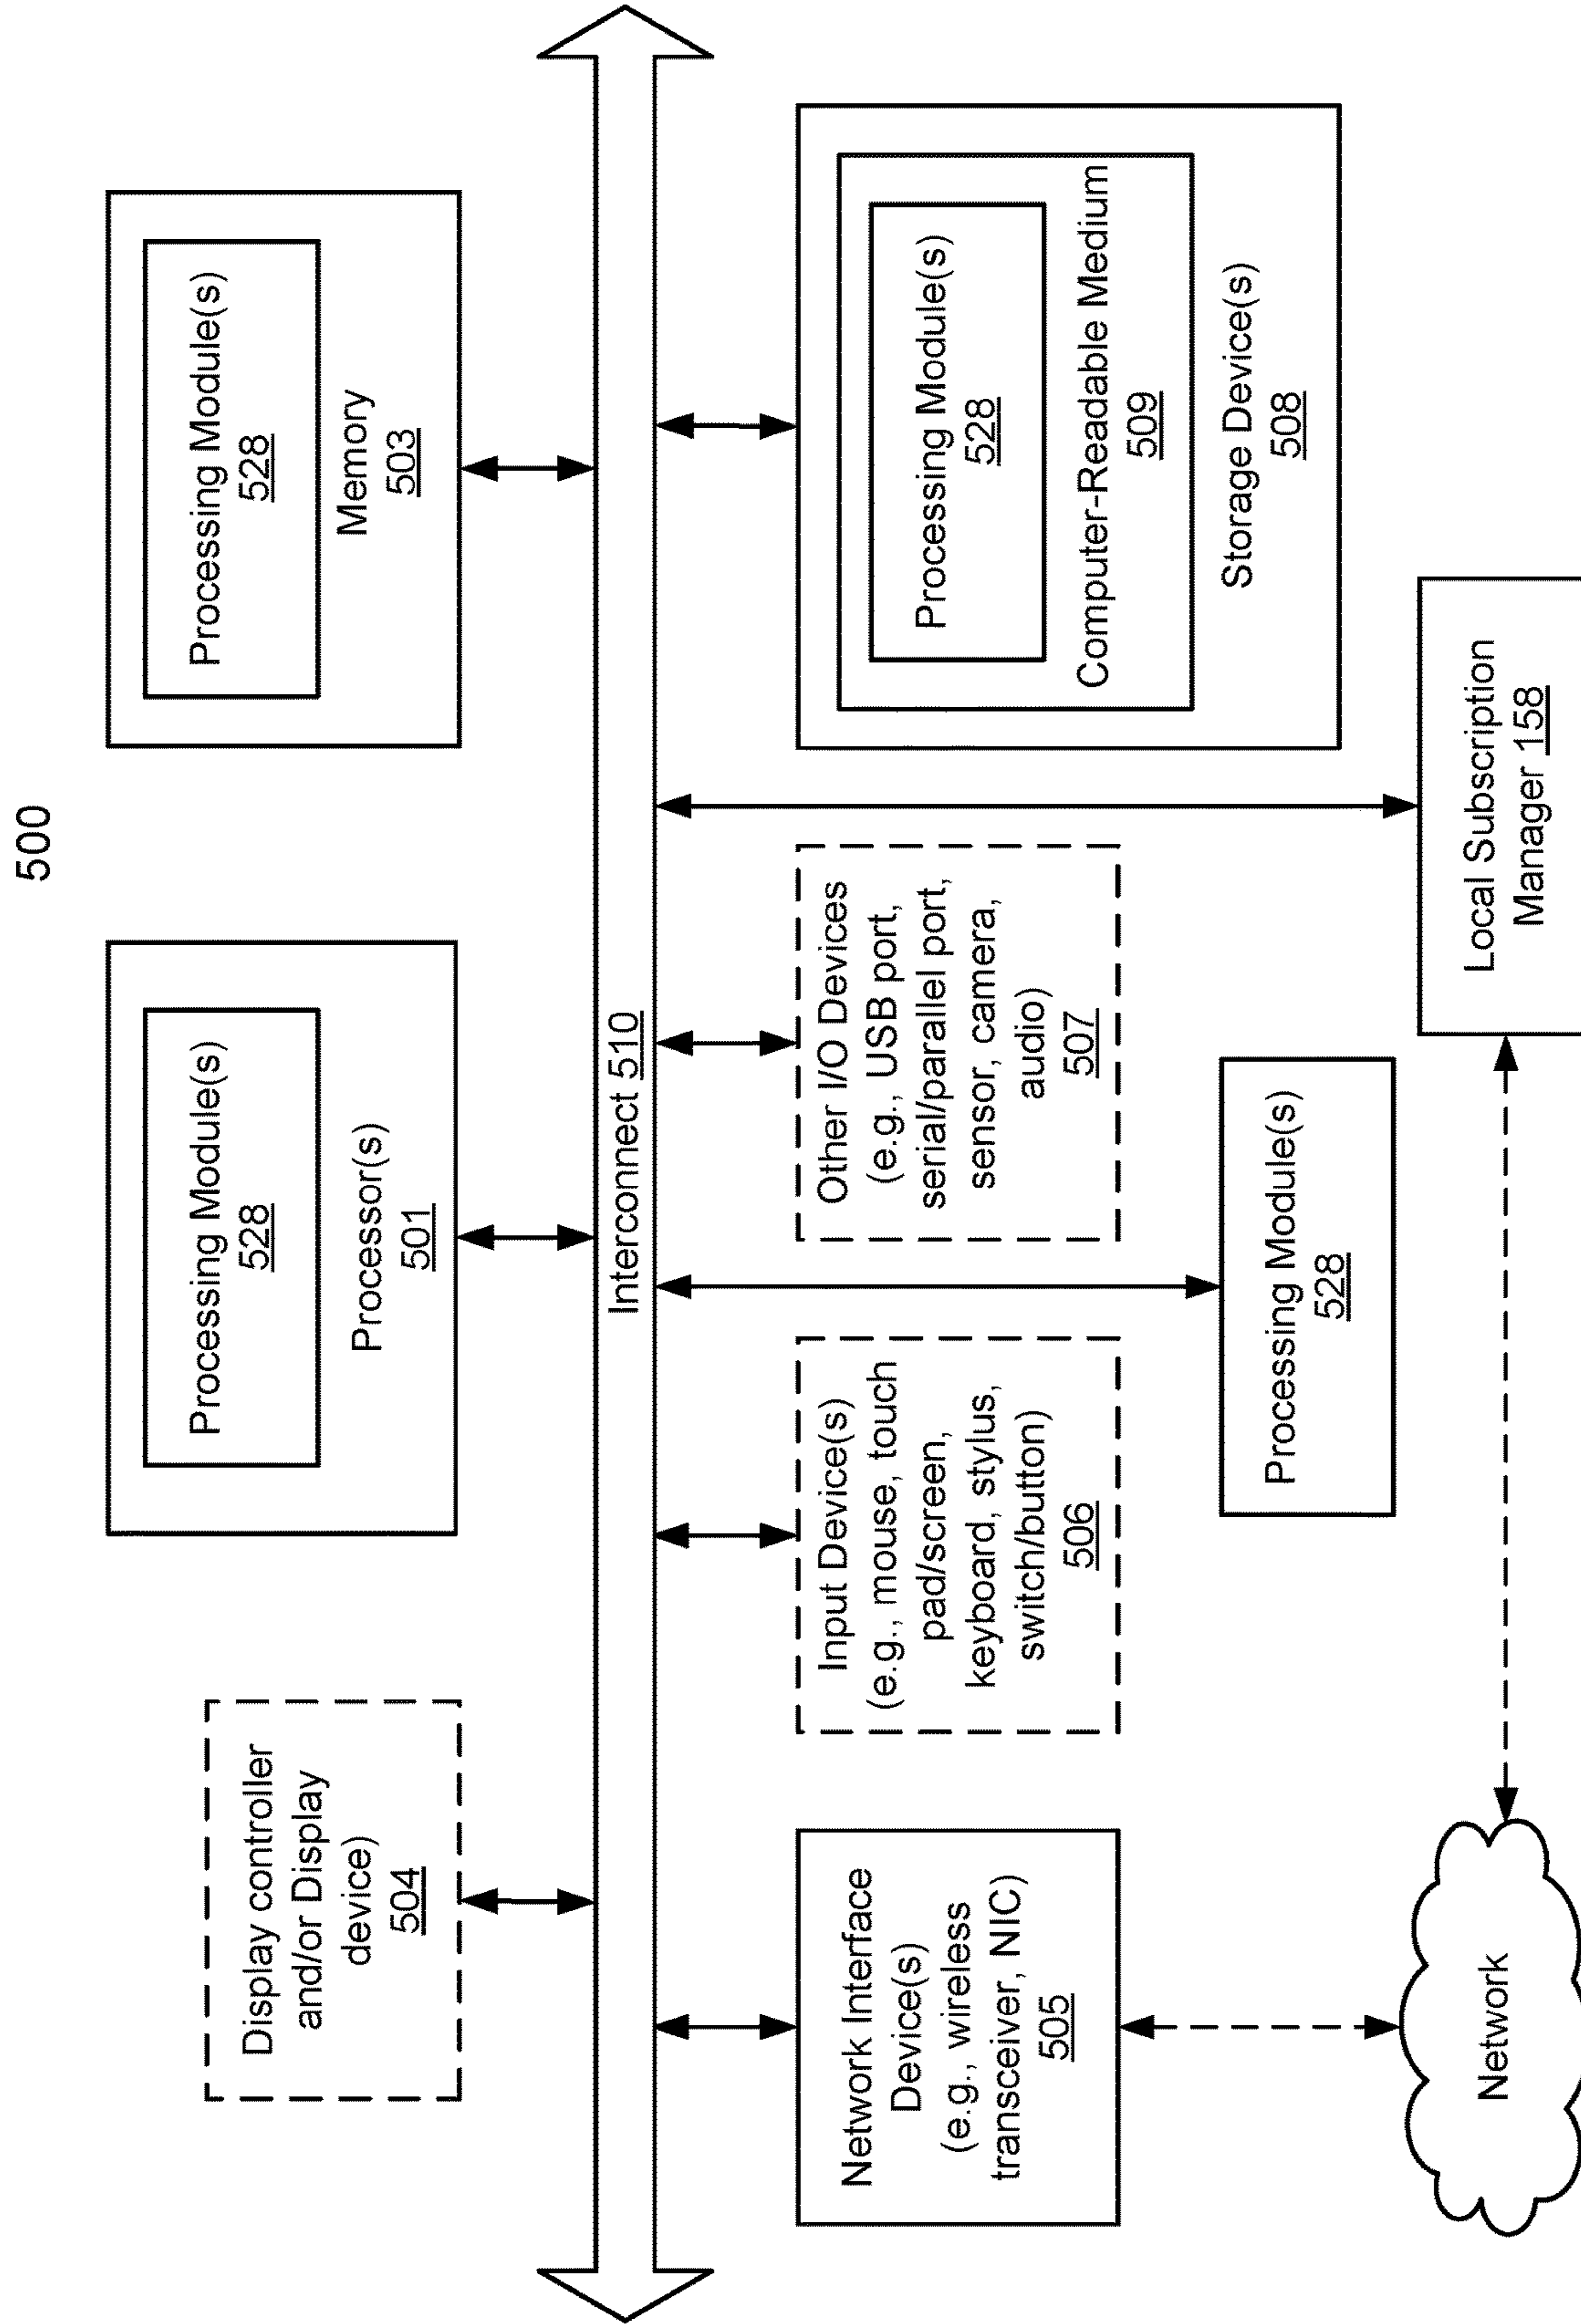 500
Display controller
and/or Display
device)
504
Processing Module(s)
528
Processor(s)
501
Processing Module(s)
528
Memory
503
Interconnect 510
Network Interface
Device(s)
(e.g., wireless
transceiver, NIC)
505
Input Device(s)
(e.g., mouse, touch
pad/screen,
keyboard, stylus,
switch/button)
506
Other I/O Devices
(e.g., USB port,
serial/parallel port,
sensor, camera,
audio)
507
Processing Module(s)
528
Computer-Readable Medium
509
Storage Device(s)
508
Processing Module(s)
528
Network
Local Subscription
Manager 158